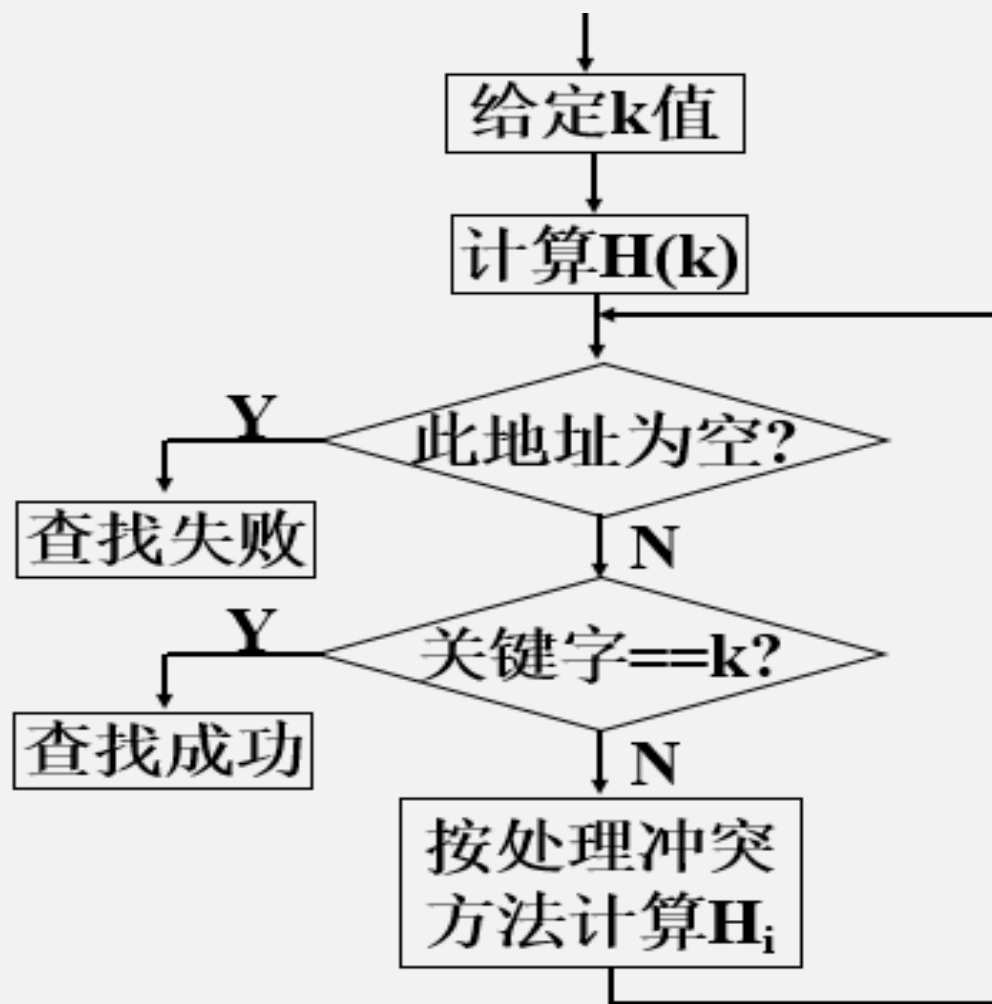 给定k值
计算H(k)
此地址为空?
Y
查找失败
N
关键字==k?
Y
查找成功
N
按处理冲突
方法计算Hi